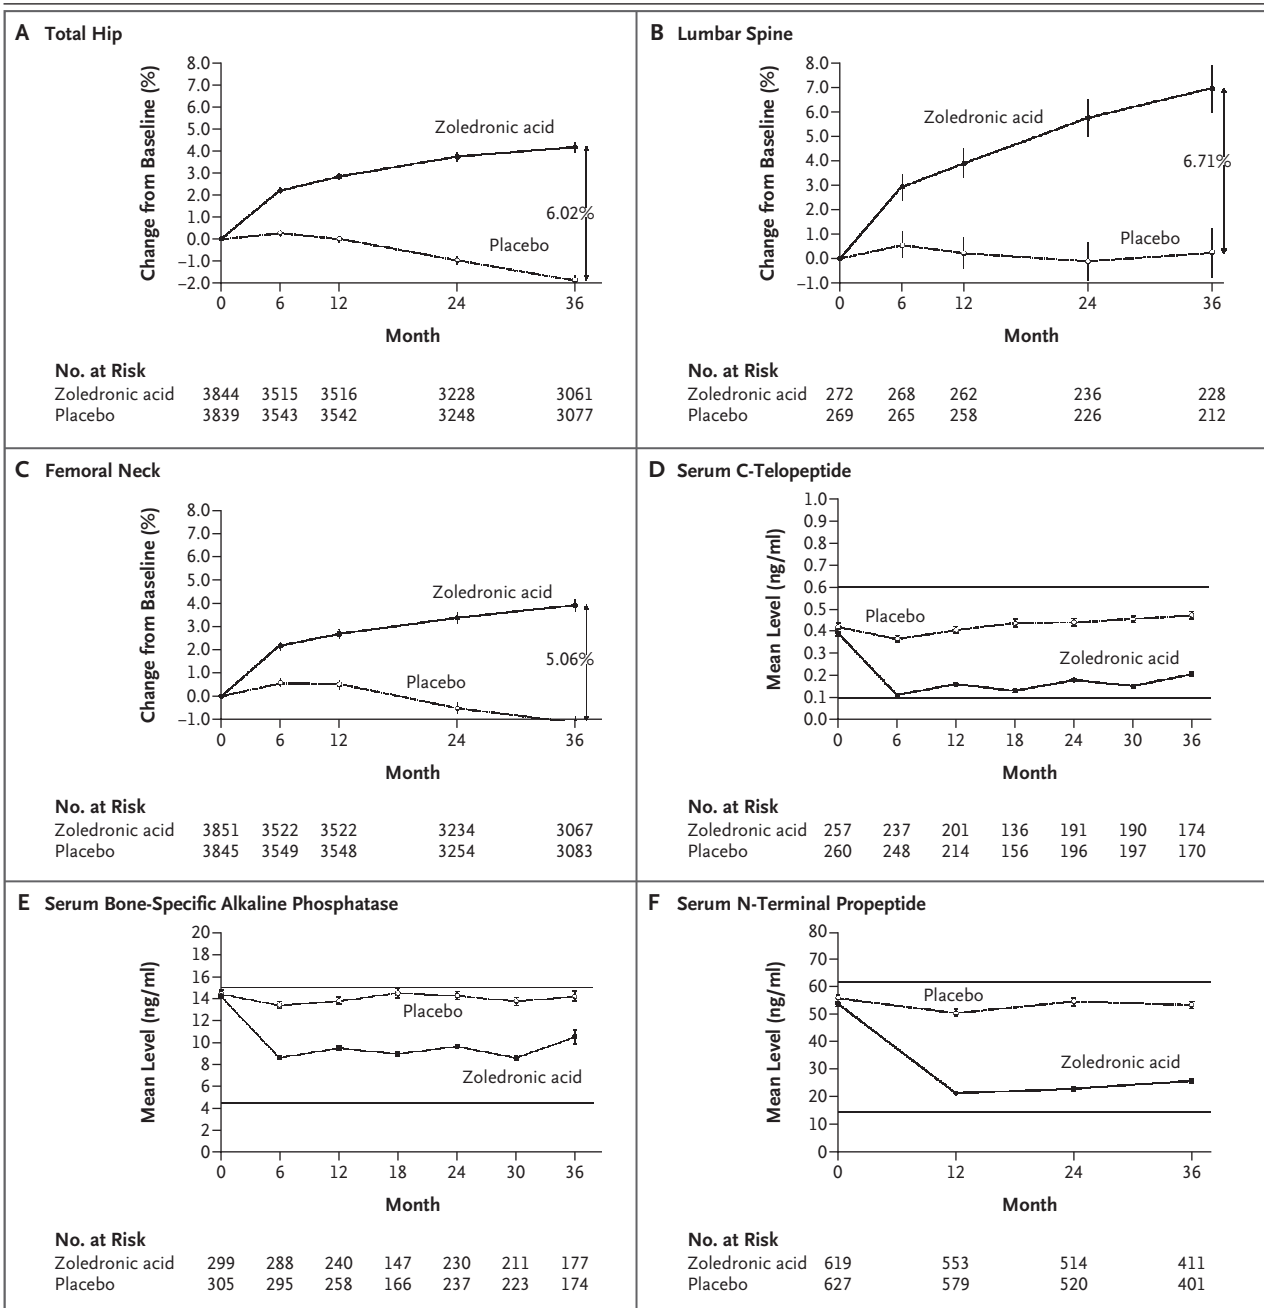 A Total Hip
Change from Baseline (%)
8.0
7.0
6.0
5.0
4.0
3.0
2.0
1.0
0.0
–1.0
–2.0
Zoledronic acid
6.02%
Placebo
0 6 12 24 36
Month
No. at Risk
Zoledronic acid 3844 3515 3516 3228 3061
Placebo 3839 3543 3542 3248 3077
B Lumbar Spine
Change from Baseline (%)
8.0
7.0
6.0
5.0
4.0
3.0
2.0
1.0
0.0
–1.0
Zoledronic acid
6.71%
Placebo
0 6 12 24 36
Month
No. at Risk
Zoledronic acid 272 268 262 236 228
Placebo 269 265 258 226 212
C Femoral Neck
Change from Baseline (%)
8.0
7.0
6.0
5.0
4.0
3.0
2.0
1.0
0.0
–1.0
Zoledronic acid
5.06%
Placebo
0 6 12 24 36
Month
No. at Risk
Zoledronic acid 3851 3522 3522 3234 3067
Placebo 3845 3549 3548 3254 3083
D Serum C-Telopeptide
Mean Level (ng/ml)
1.0
0.9
0.8
0.7
0.6
0.5
0.4
0.3
0.2
0.1
0.0
Placebo
Zoledronic acid
0 6 12 18 24 30 36
Month
No. at Risk
Zoledronic acid 257 237 201 136 191 190 174
Placebo 260 248 214 156 196 197 170
E Serum Bone-Specific Alkaline Phosphatase
Mean Level (ng/ml)
20
18
16
14
12
10
8
6
4
2
0
Placebo
Zoledronic acid
0 6 12 18 24 30 36
Month
No. at Risk
Zoledronic acid 299 288 240 147 230 211 177
Placebo 305 295 258 166 237 223 174
F Serum N-Terminal Propeptide
Mean Level (ng/ml)
80
70
60
50
40
30
20
10
0
Placebo
Zoledronic acid
0 12 24 36
Month
No. at Risk
Zoledronic acid 619 553 514 411
Placebo 627 579 520 401